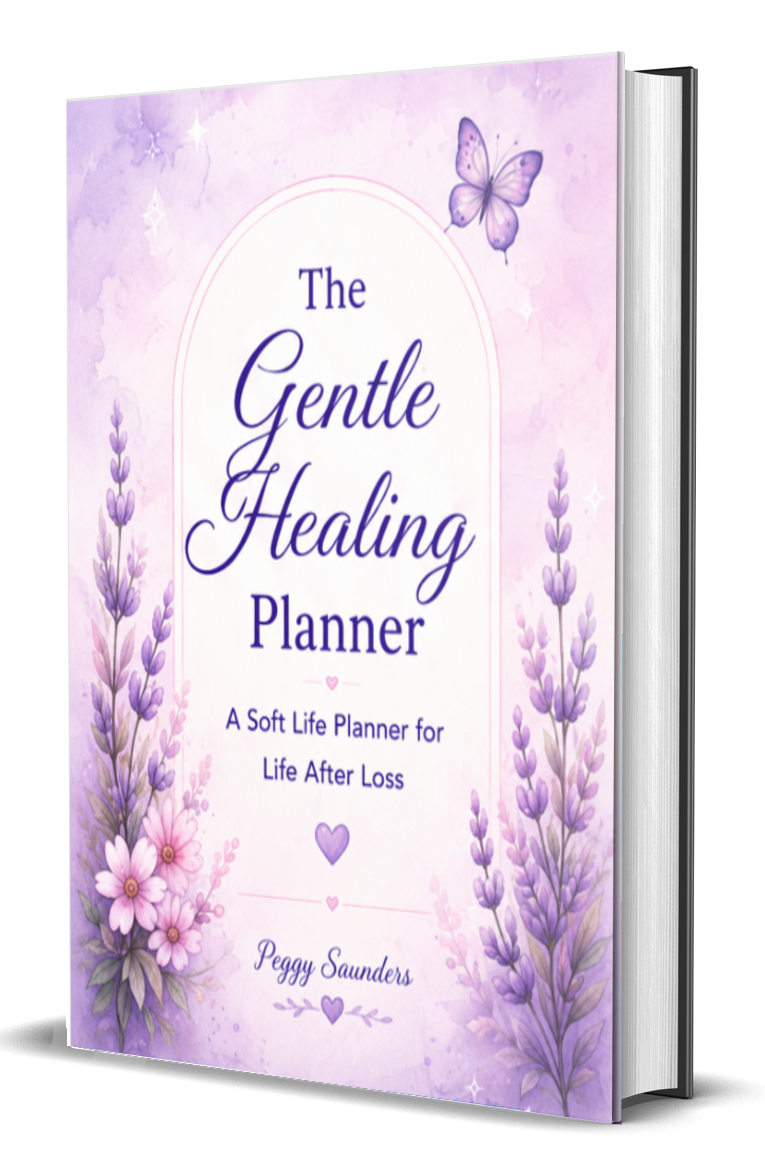 The
Gentle
Healing
Planner
A Soft Life Planner for
Life After Loss
Peggy Saunders